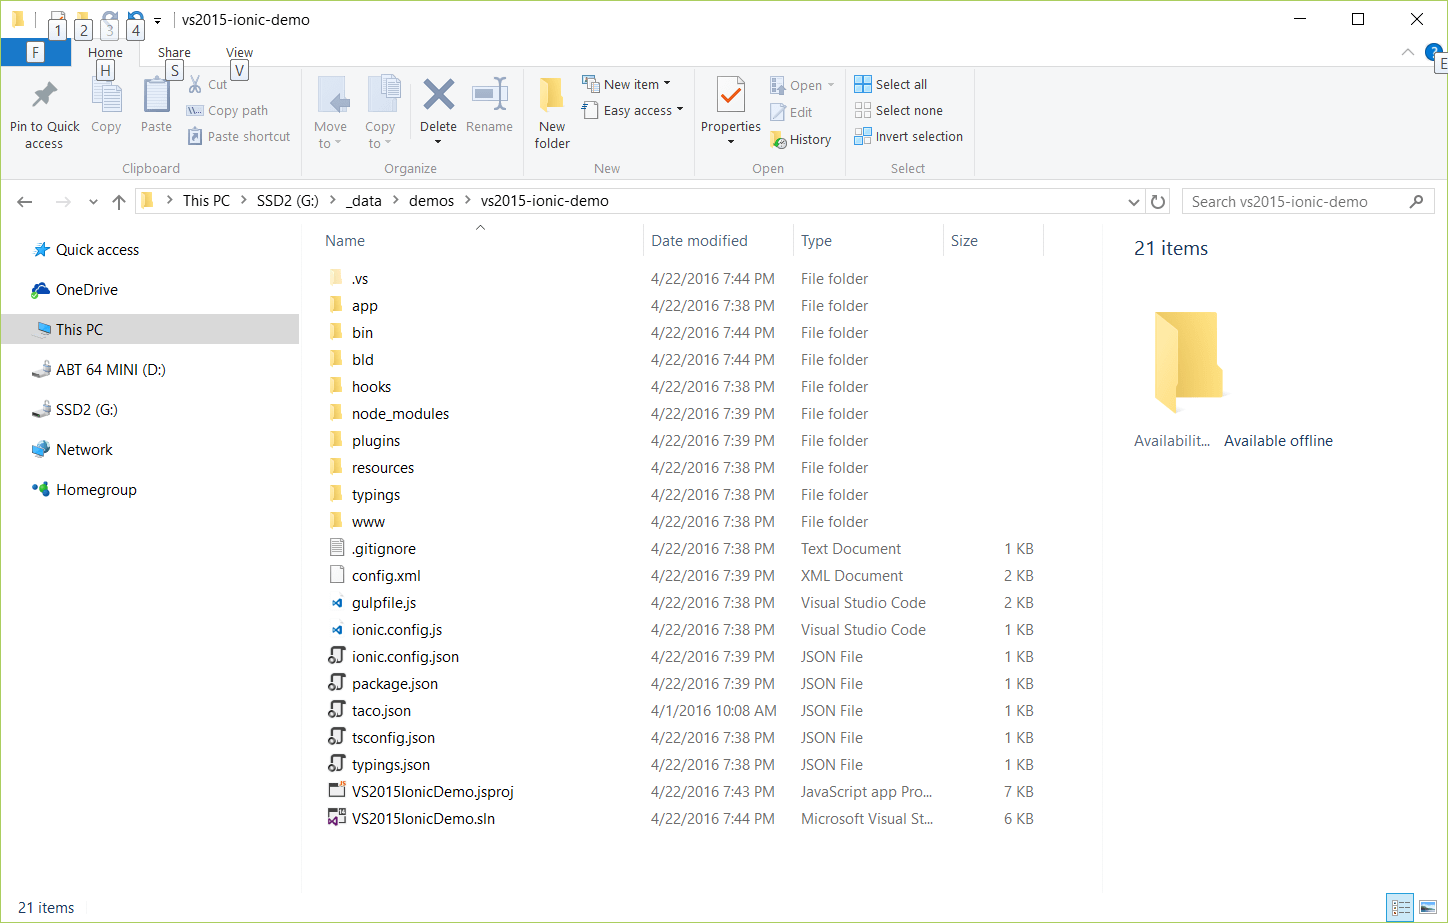 vs2015-ionic-demo
1 2 3 4
F Home Share View
H S V E
Pin to Quick access
Copy
Paste
Cut
Copy path
Paste shortcut
Clipboard
Move to
Copy to
Delete
Rename
Organize
New folder
New item
Easy access
New
Properties
Open
Edit
History
Open
Select all
Select none
Invert selection
Select
This PC > SSD2 (G:) > _data > demos > vs2015-ionic-demo
Search vs2015-ionic-demo
Quick access
OneDrive
This PC
ABT 64 MINI (D:)
SSD2 (G:)
Network
Homegroup
Name Date modified Type Size
.vs 4/22/2016 7:44 PM File folder
app 4/22/2016 7:38 PM File folder
bin 4/22/2016 7:44 PM File folder
bld 4/22/2016 7:44 PM File folder
hooks 4/22/2016 7:38 PM File folder
node_modules 4/22/2016 7:39 PM File folder
plugins 4/22/2016 7:39 PM File folder
resources 4/22/2016 7:38 PM File folder
typings 4/22/2016 7:38 PM File folder
www 4/22/2016 7:38 PM File folder
.gitignore 4/22/2016 7:38 PM Text Document 1 KB
config.xml 4/22/2016 7:39 PM XML Document 2 KB
gulpfile.js 4/22/2016 7:38 PM Visual Studio Code 2 KB
ionic.config.js 4/22/2016 7:38 PM Visual Studio Code 1 KB
ionic.config.json 4/22/2016 7:39 PM JSON File 1 KB
package.json 4/22/2016 7:39 PM JSON File 1 KB
taco.json 4/1/2016 10:08 AM JSON File 1 KB
tsconfig.json 4/22/2016 7:38 PM JSON File 1 KB
typings.json 4/22/2016 7:38 PM JSON File 1 KB
VS2015IonicDemo.jsproj 4/22/2016 7:43 PM JavaScript app Pro... 7 KB
VS2015IonicDemo.sln 4/22/2016 7:44 PM Microsoft Visual St... 6 KB
21 items
Availabilit... Available offline
21 items